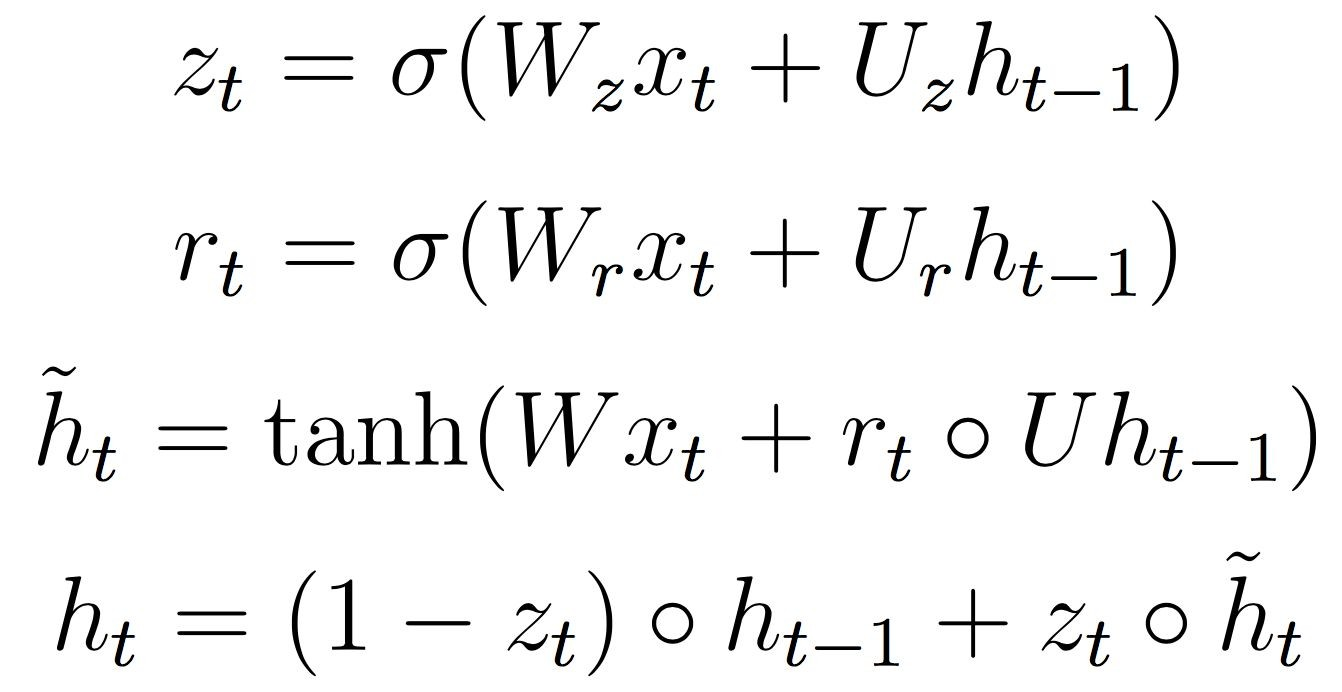 z_t = σ(W_z x_t + U_z h_{t−1})
r_t = σ(W_r x_t + U_r h_{t−1})
h̃_t = tanh(W x_t + r_t ∘ U h_{t−1})
h_t = (1 − z_t) ∘ h_{t−1} + z_t ∘ h̃_t